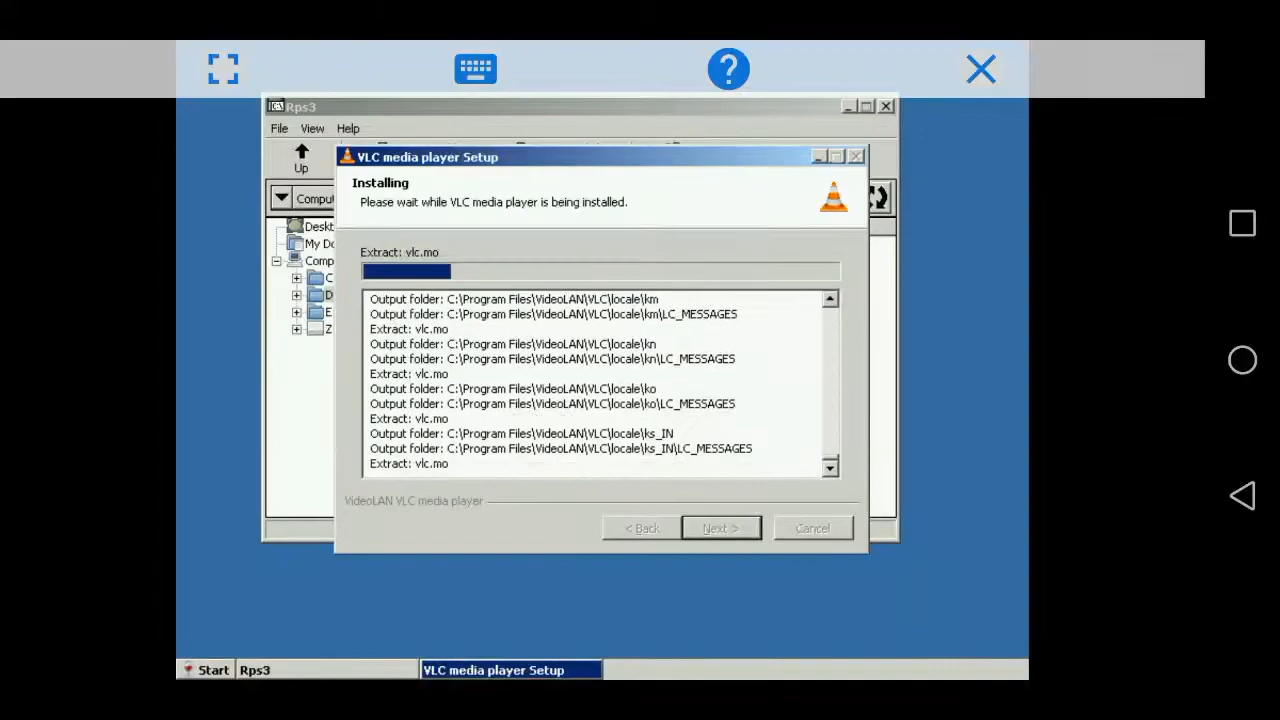 Rps3
File View Help
Up
VLC media player Setup
Installing
Please wait while VLC media player is being installed.
Compu
Deskt
My Do
Comp
C
D
E
Z
Extract: vlc.mo
Output folder: C:\Program Files\VideoLAN\VLC\locale\km
Output folder: C:\Program Files\VideoLAN\VLC\locale\km\LC_MESSAGES
Extract: vlc.mo
Output folder: C:\Program Files\VideoLAN\VLC\locale\kn
Output folder: C:\Program Files\VideoLAN\VLC\locale\kn\LC_MESSAGES
Extract: vlc.mo
Output folder: C:\Program Files\VideoLAN\VLC\locale\ko
Output folder: C:\Program Files\VideoLAN\VLC\locale\ko\LC_MESSAGES
Extract: vlc.mo
Output folder: C:\Program Files\VideoLAN\VLC\locale\ks_IN
Output folder: C:\Program Files\VideoLAN\VLC\locale\ks_IN\LC_MESSAGES
Extract: vlc.mo
VideoLAN VLC media player
< Back Next > Cancel
Start Rps3 VLC media player Setup